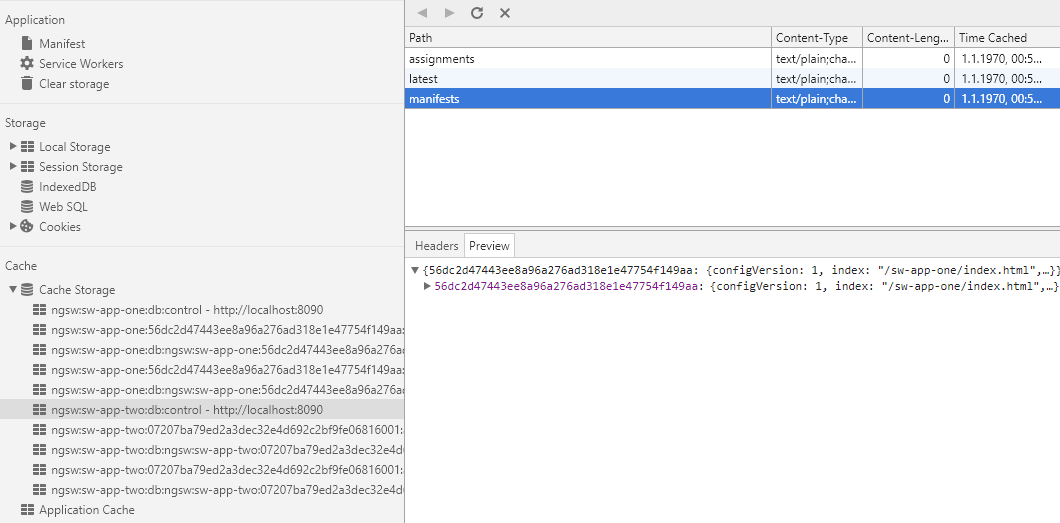 Application
Manifest
Service Workers
Clear storage
Storage
Local Storage
Session Storage
IndexedDB
Web SQL
Cookies
Cache
Cache Storage
ngsw:sw-app-one:db:control - http://localhost:8090
ngsw:sw-app-one:56dc2d47443ee8a96a276ad318e1e47754f149aa:
ngsw:sw-app-one:db:ngsw:sw-app-one:56dc2d47443ee8a96a276ad
ngsw:sw-app-one:56dc2d47443ee8a96a276ad318e1e47754f149aa:
ngsw:sw-app-one:db:ngsw:sw-app-one:56dc2d47443ee8a96a276ad
ngsw:sw-app-two:db:control - http://localhost:8090
ngsw:sw-app-two:07207ba79ed2a3dec32e4d692c2bf9fe06816001:
ngsw:sw-app-two:db:ngsw:sw-app-two:07207ba79ed2a3dec32e4d
ngsw:sw-app-two:07207ba79ed2a3dec32e4d692c2bf9fe06816001:
ngsw:sw-app-two:db:ngsw:sw-app-two:07207ba79ed2a3dec32e4d
Application Cache
Path Content-Type Content-Leng... Time Cached
assignments text/plain;cha... 0 1.1.1970, 00:5...
latest text/plain;cha... 0 1.1.1970, 00:5...
manifests text/plain;cha... 0 1.1.1970, 00:5...
Headers Preview
{56dc2d47443ee8a96a276ad318e1e47754f149aa: {configVersion: 1, index: "/sw-app-one/index.html",…}}
56dc2d47443ee8a96a276ad318e1e47754f149aa: {configVersion: 1, index: "/sw-app-one/index.html",…}